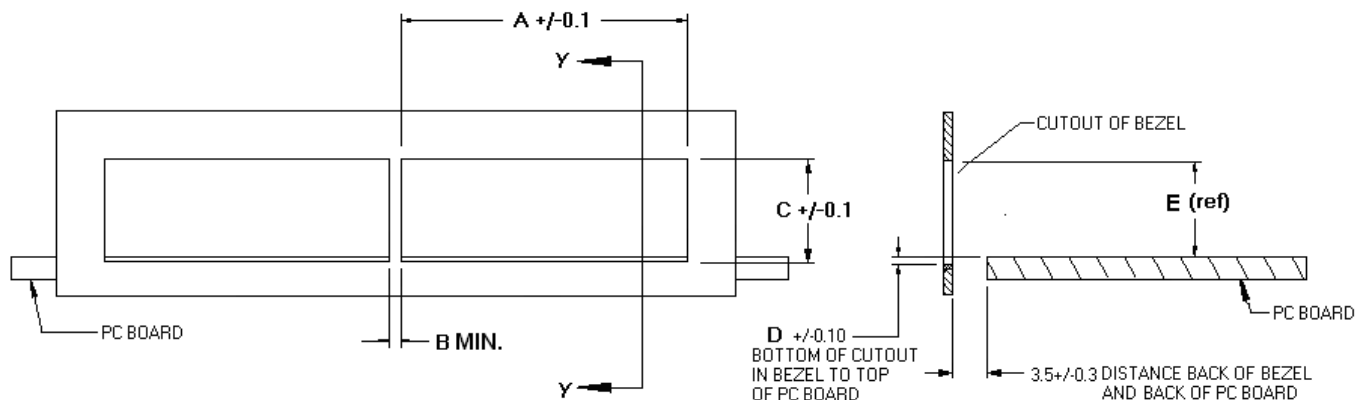 A +/-0.1
Y
CUTOUT OF BEZEL
C +/-0.1
E (ref)
PC BOARD
B MIN.
Y
D +/-0.10
BOTTOM OF CUTOUT
IN BEZEL TO TOP
OF PC BOARD
3.5+/-0.3 DISTANCE BACK OF BEZEL
AND BACK OF PC BOARD
PC BOARD